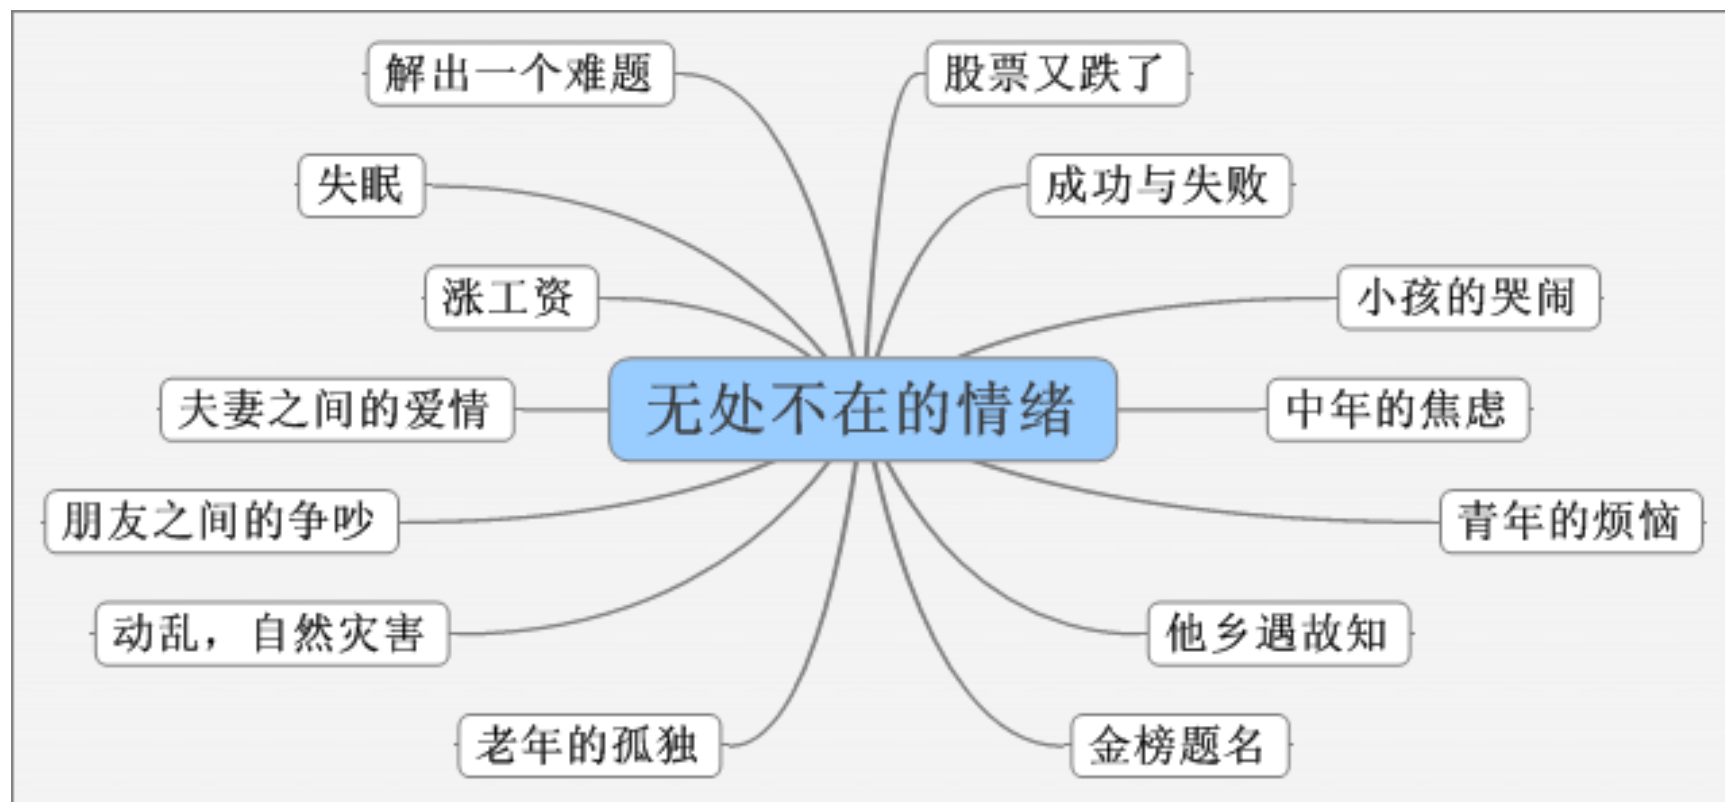 解出一个难题
股票又跌了
失眠
成功与失败
涨工资
小孩的哭闹
无处不在的情绪
夫妻之间的爱情
中年的焦虑
朋友之间的争吵
青年的烦恼
动乱，自然灾害
他乡遇故知
老年的孤独
金榜题名